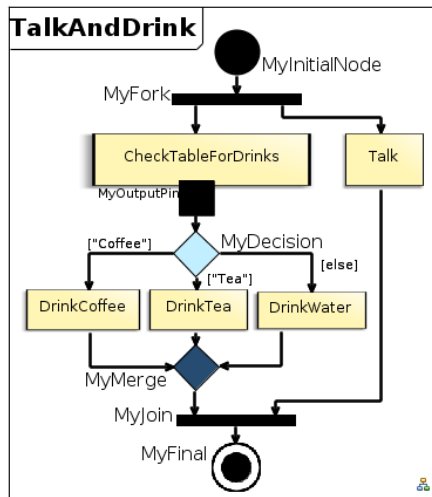 TalkAndDrink
MyInitialNode
MyFork
CheckTableForDrinks
Talk
MyOutputPin
MyDecision
["Coffee"]
["Tea"]
[else]
DrinkCoffee
DrinkTea
DrinkWater
MyMerge
MyJoin
MyFinal